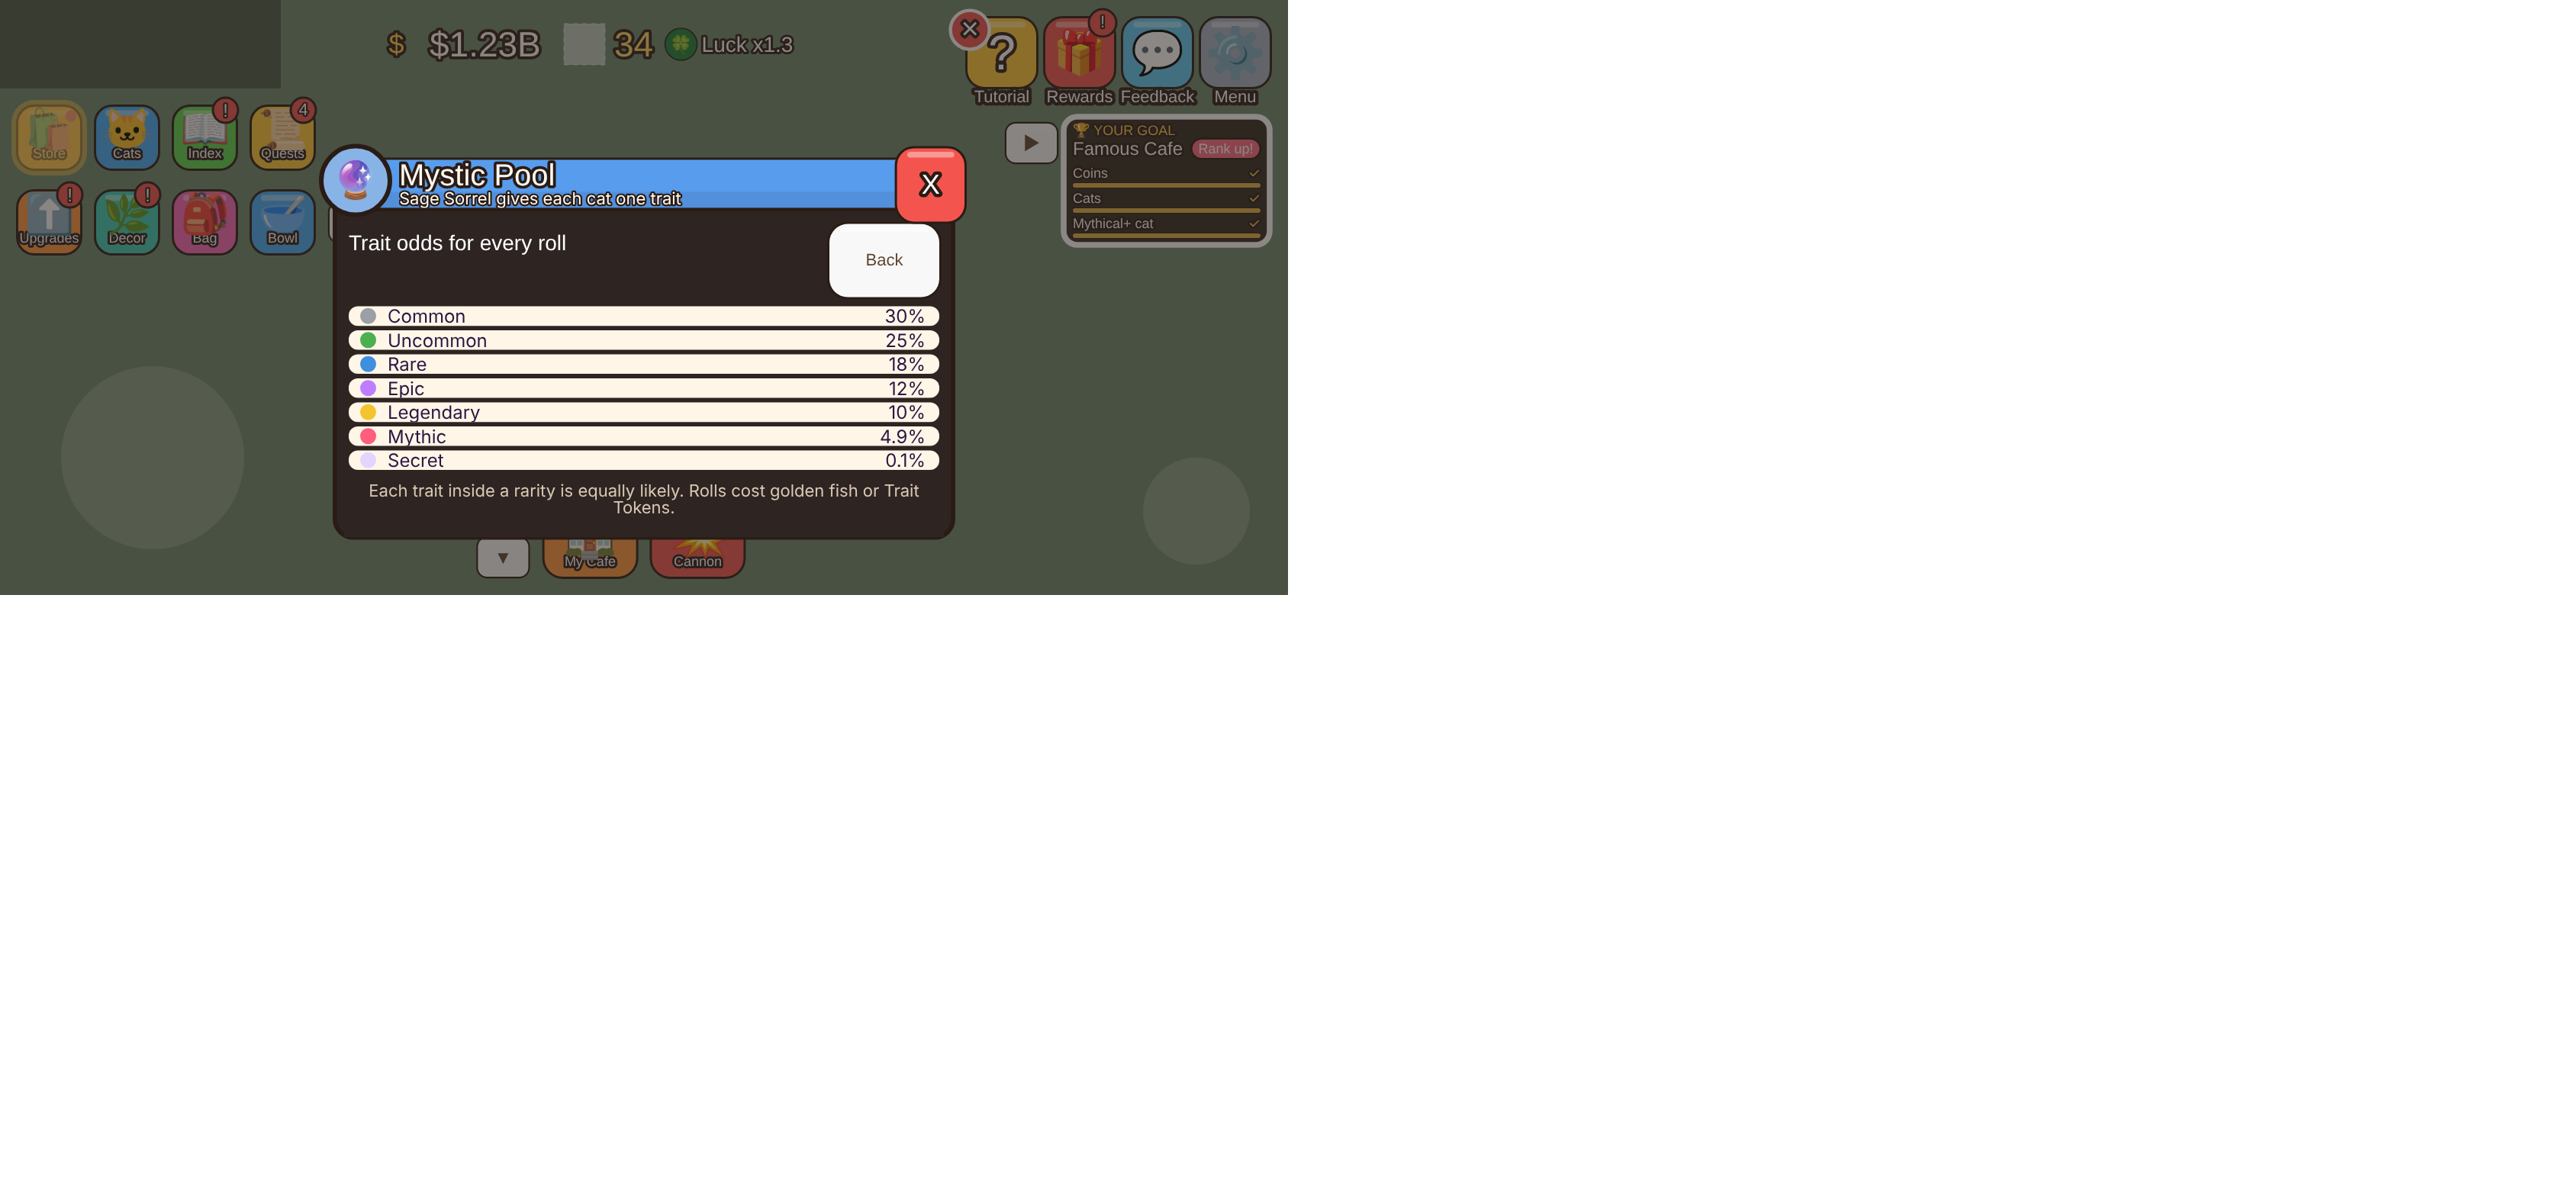 $ $1.23B 34 Luck x1.3
Tutorial Rewards Feedback Menu
Store Cats Index Quests
! 4 !
Upgrades Decor Bag Bowl
! !
🏆 YOUR GOAL
Famous Cafe Rank up!
Coins ✓
Cats ✓
Mythical+ cat ✓
Mystic Pool
Sage Sorrel gives each cat one trait
X
Trait odds for every roll
Back
Common 30%
Uncommon 25%
Rare 18%
Epic 12%
Legendary 10%
Mythic 4.9%
Secret 0.1%
Each trait inside a rarity is equally likely. Rolls cost golden fish or Trait
Tokens.
My Cafe Cannon